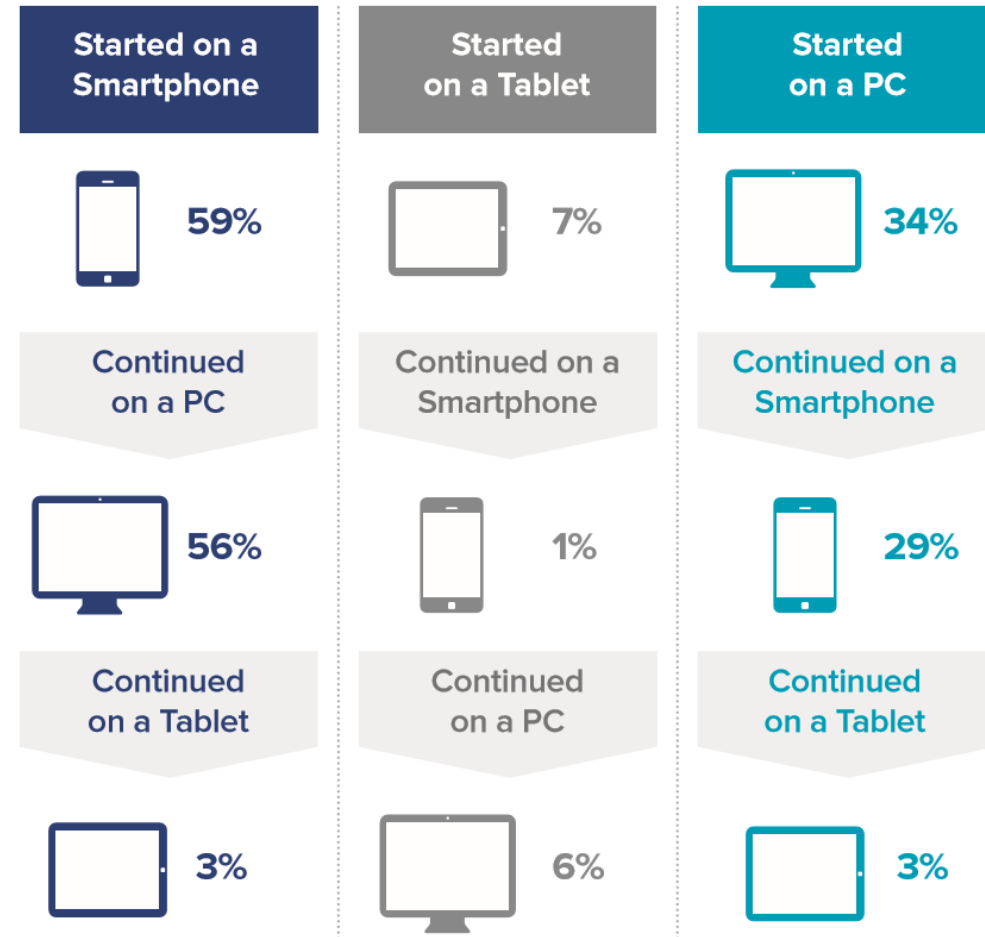 Started on a
Smartphone
59%
Continued
on a PC
56%
Continued
on a Tablet
3%
Started
on a Tablet
7%
Continued on a
Smartphone
1%
Continued
on a PC
6%
Started
on a PC
34%
Continued on a
Smartphone
29%
Continued
on a Tablet
3%